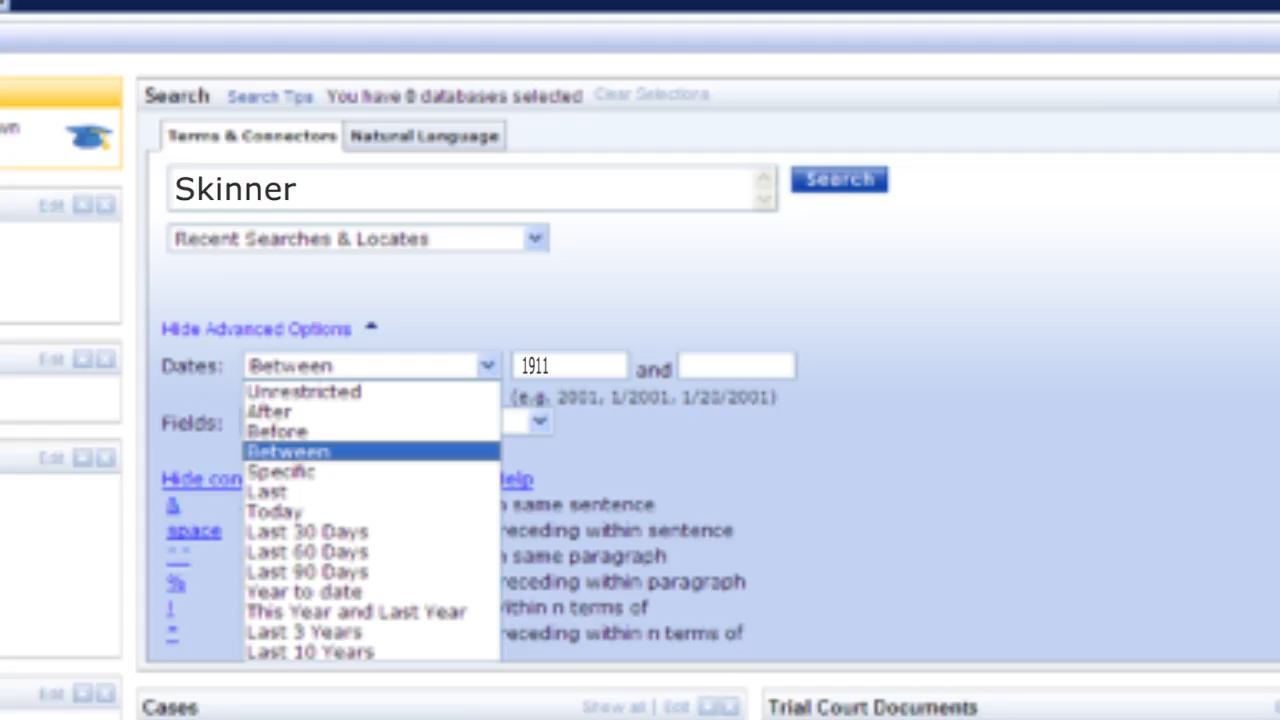 Search Search Tips You have 0 databases selected Clear Selections
Terms & Connectors Natural Language
Skinner
Search
Edit
Recent Searches & Locates
Hide Advanced Options
Dates: Between 1911 and
Unrestricted
(e.g. 2001, 1/2001, 1/20/2001)
After
Fields:
Before
Between
Specific
Hide con
elp
Edit
Last
& same sentence
Today
space receding within sentence
Last 30 Days
" " same paragraph
Last 60 Days
% receding within paragraph
Last 90 Days
Year to date
! ithin n terms of
This Year and Last Year
* receding within n terms of
Last 3 Years
Last 10 Years
Edit
Cases Show all | Edit Trial Court Documents